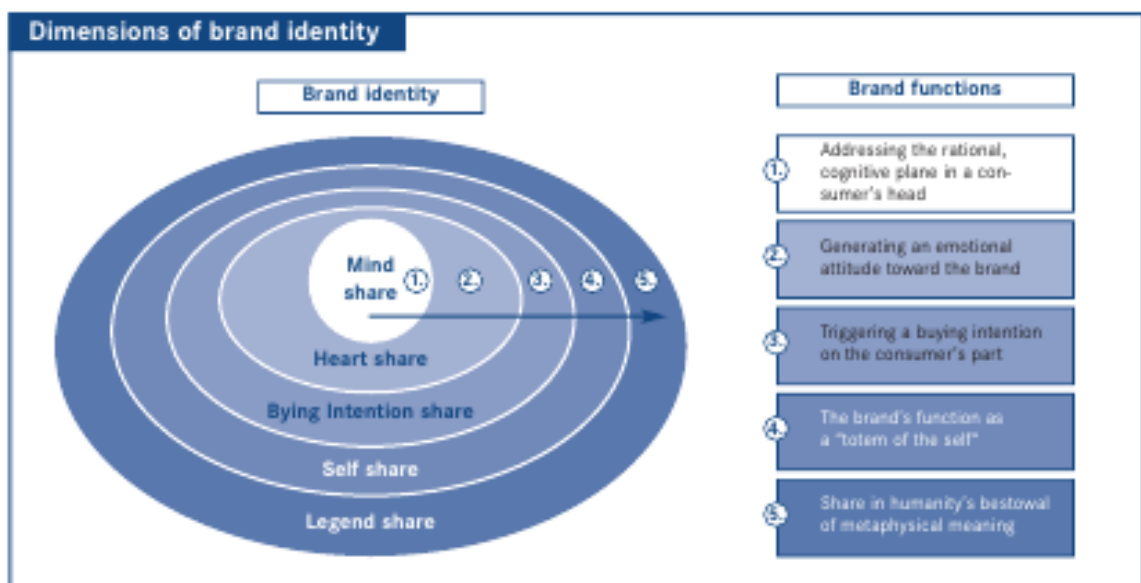 Dimensions of brand identity
Brand identity
Mind
share
1.
2.
3.
4.
5.
Heart share
Bying Intention share
Self share
Legend share
Brand functions
1.
Addressing the rational,
cognitive plane in a con-
sumer's head
2.
Generating an emotional
attitude toward the brand
3.
Triggering a buying intention
on the consumer's part
4.
The brand's function as
a "totem of the self"
5.
Share in humanity's bestowal
of metaphysical meaning